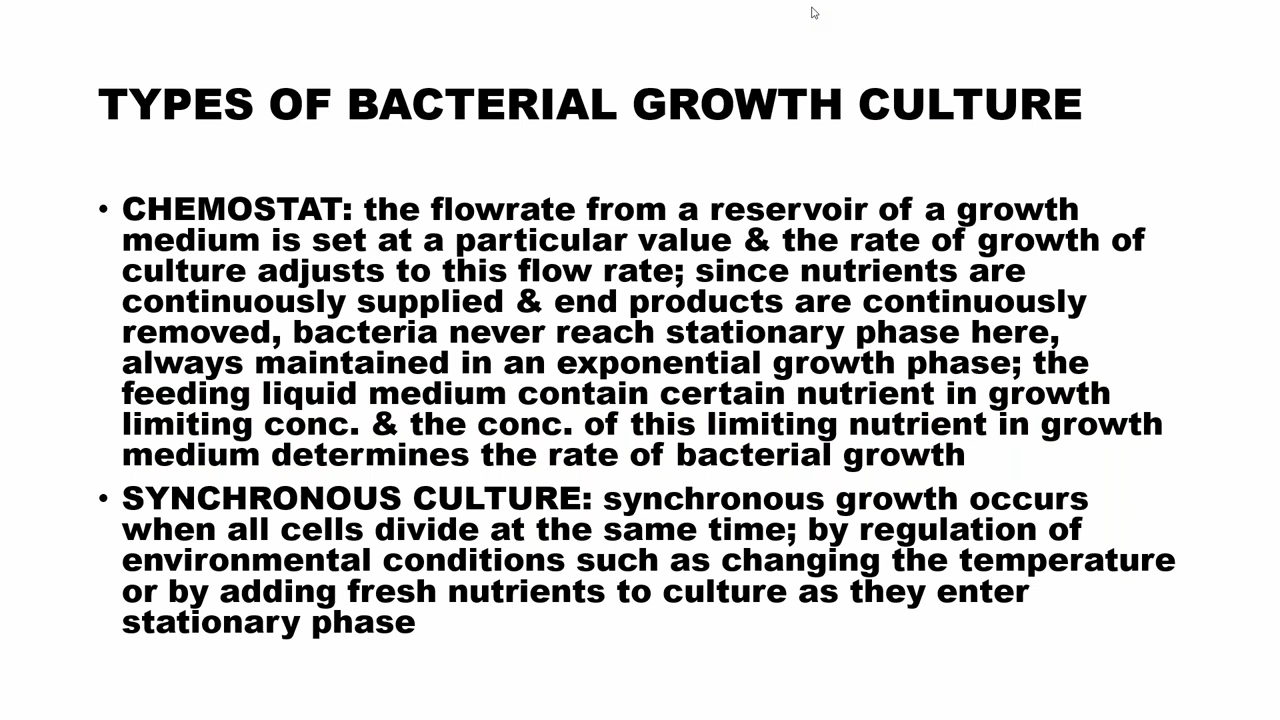 TYPES OF BACTERIAL GROWTH CULTURE
• CHEMOSTAT: the flowrate from a reservoir of a growth
medium is set at a particular value & the rate of growth of
culture adjusts to this flow rate; since nutrients are
continuously supplied & end products are continuously
removed, bacteria never reach stationary phase here,
always maintained in an exponential growth phase; the
feeding liquid medium contain certain nutrient in growth
limiting conc. & the conc. of this limiting nutrient in growth
medium determines the rate of bacterial growth
• SYNCHRONOUS CULTURE: synchronous growth occurs
when all cells divide at the same time; by regulation of
environmental conditions such as changing the temperature
or by adding fresh nutrients to culture as they enter
stationary phase